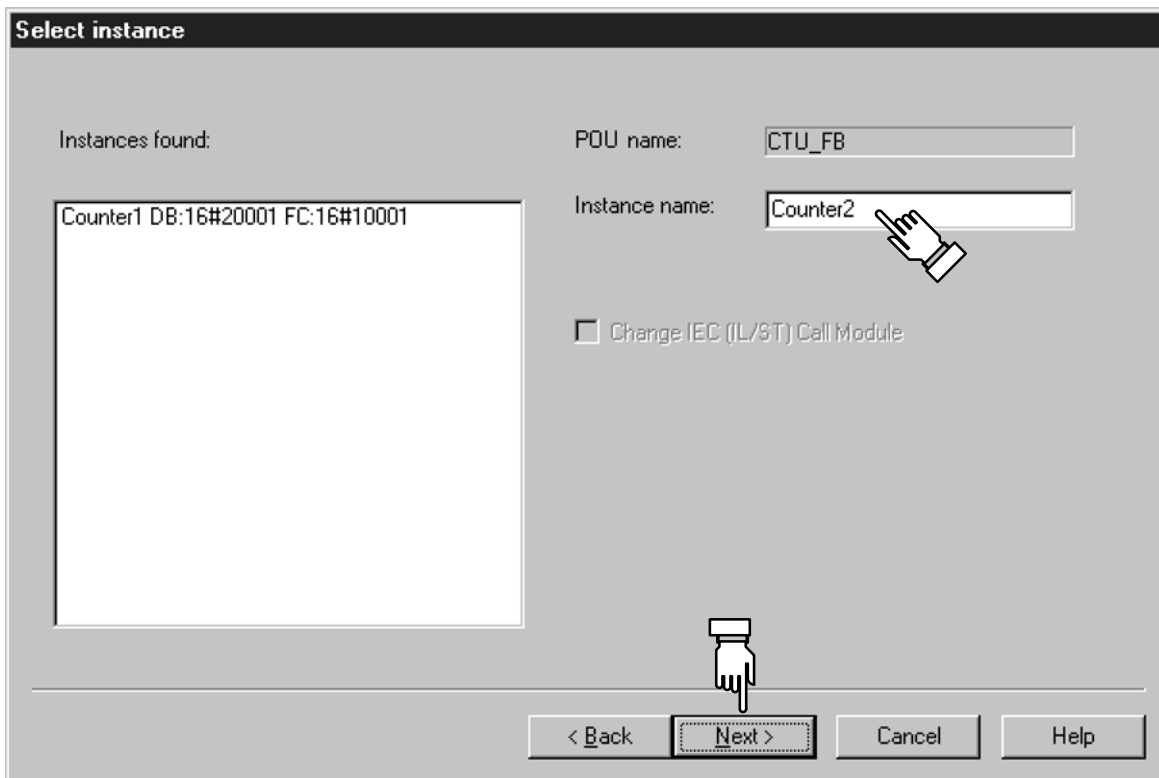 Select instance
Instances found:
Counter1 DB:16#20001 FC:16#10001
POU name:
CTU_FB
Instance name:
Counter2
Change IEC (IL/ST) Call Module
< Back
Next >
Cancel
Help